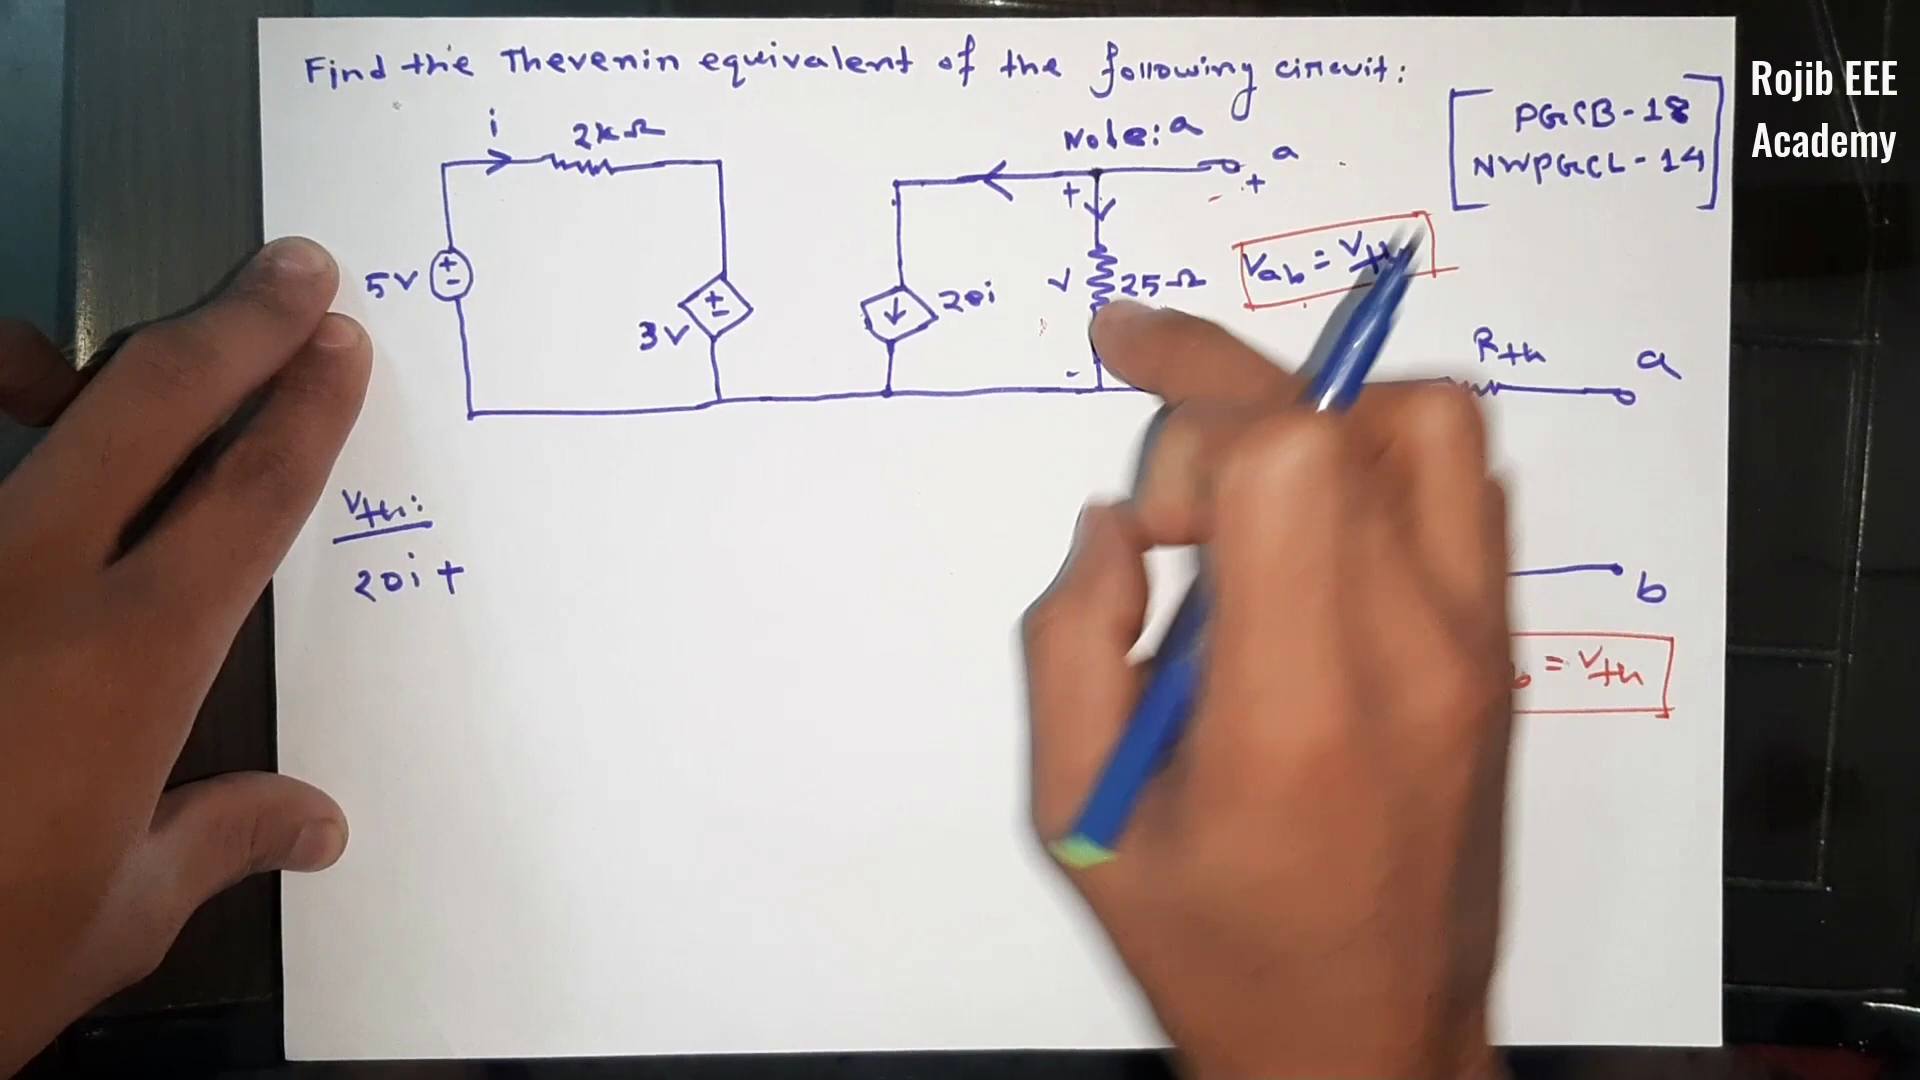 Find the Thevenin equivalent of the following circuit:
[PGCB-18
NWPGCL-14]
Rojib EEE
Academy
i
2kΩ
Node: a
a
+
+
5V
+
-
3V
+
-
20i
V
25Ω
-
Vab = Vth
Rth
a
b
b = Vth
Vth:
20i +